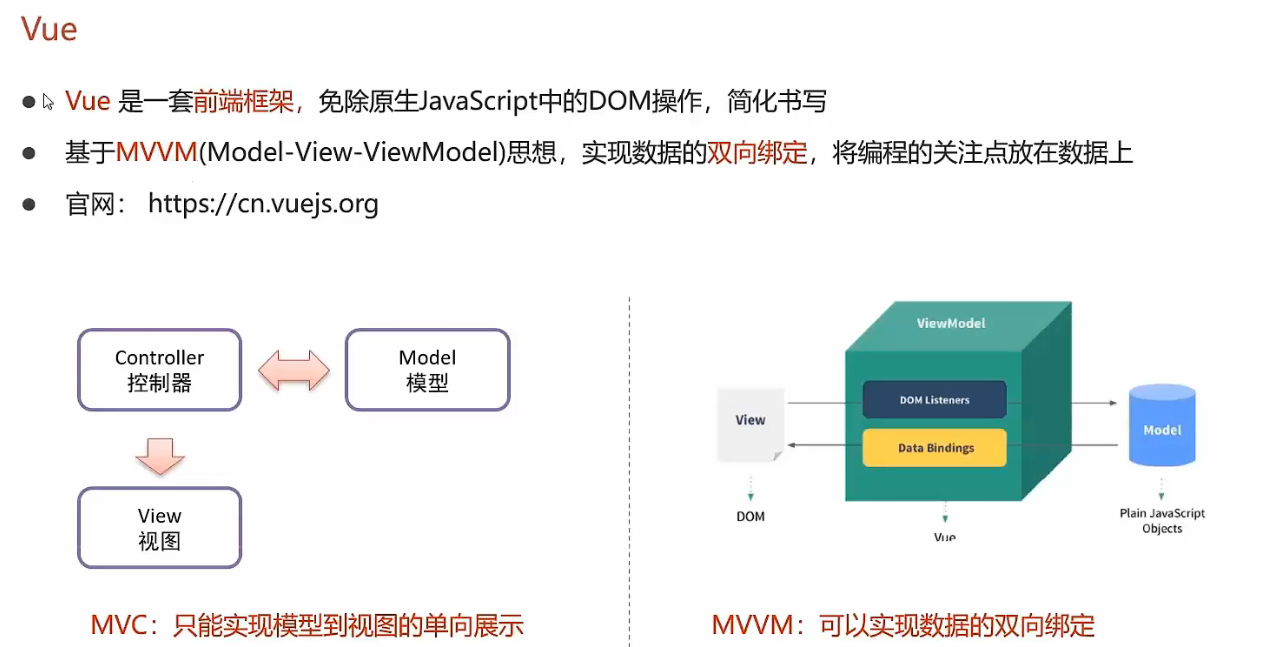 Vue
Vue 是一套前端框架，免除原生JavaScript中的DOM操作，简化书写
基于MVVM(Model-View-ViewModel)思想，实现数据的双向绑定，将编程的关注点放在数据上
官网： https://cn.vuejs.org
Controller
控制器
Model
模型
View
视图
MVC：只能实现模型到视图的单向展示
ViewModel
DOM Listeners
Data Bindings
View
Model
DOM
Vue
Plain JavaScript
Objects
MVVM：可以实现数据的双向绑定